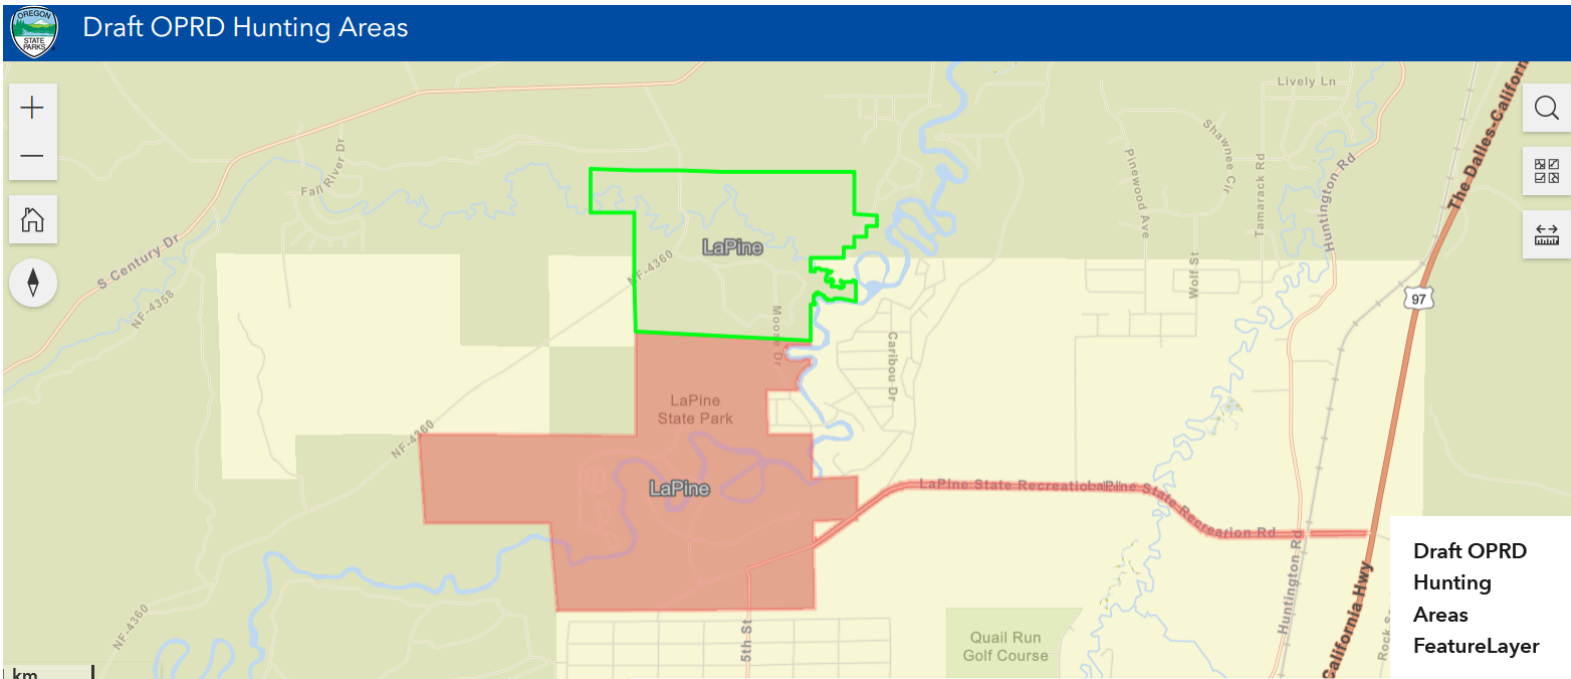 OREGON
STATE
PARKS
Draft OPRD Hunting Areas
Lively Ln
The Dalles-California
Shawnee Cir
Pinewood Ave
Tamarack Rd
Huntington Rd
Fall River Dr
S Century Dr
NF-4358
NF-4360
LaPine
Wolf St
97
Moose Dr
Caribou Dr
LaPine
State Park
NF-4360
LaPine
LaPine State Recreation
LaPine State Recreation Rd
Huntington Rd
California Hwy
Rock S
NF-4360
5th St
Quail Run
Golf Course
km
Draft OPRD
Hunting
Areas
FeatureLayer